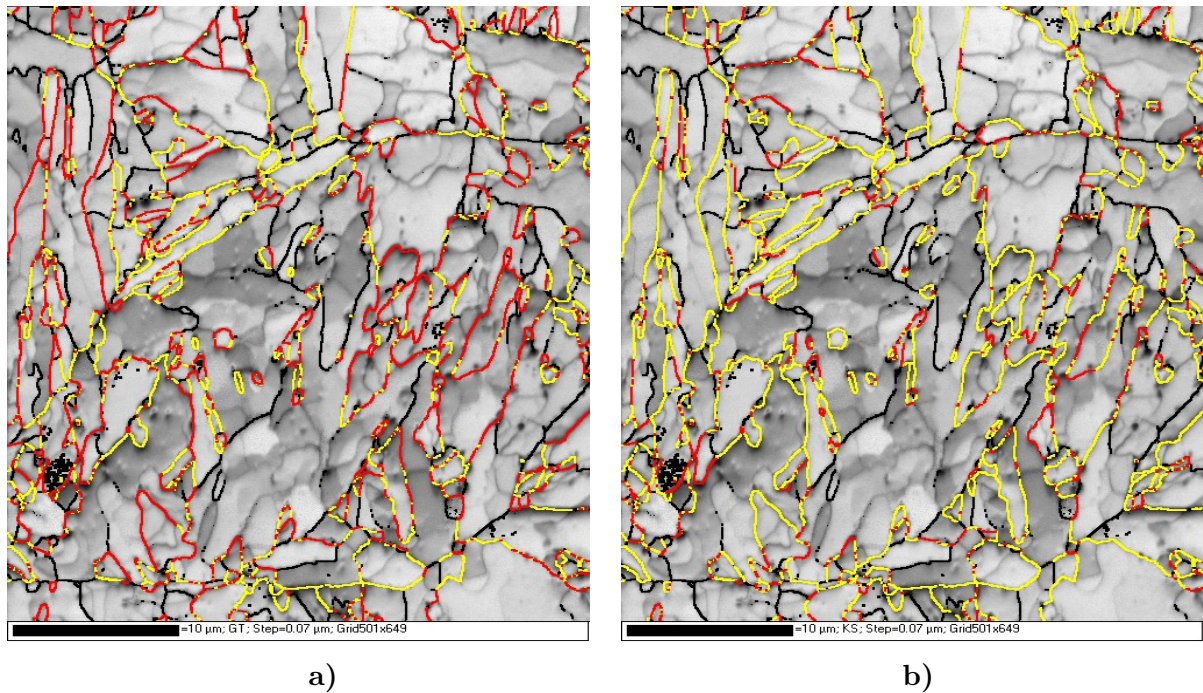 =10 µm; GT; Step=0.07 µm; Grid501x649
=10 µm; KS; Step=0.07 µm; Grid501x649
a)
b)